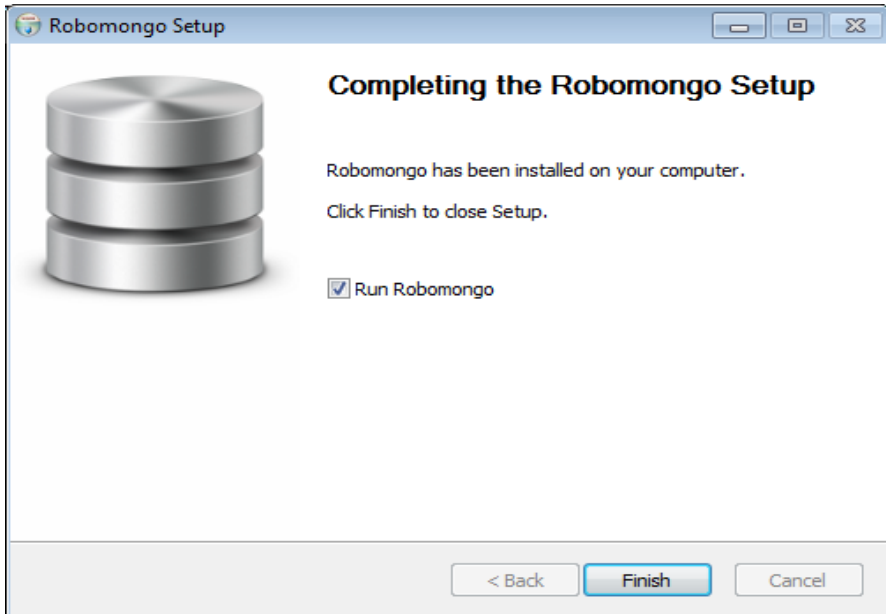 Robomongo Setup
Completing the Robomongo Setup
Robomongo has been installed on your computer.
Click Finish to close Setup.
Run Robomongo
< Back
Finish
Cancel